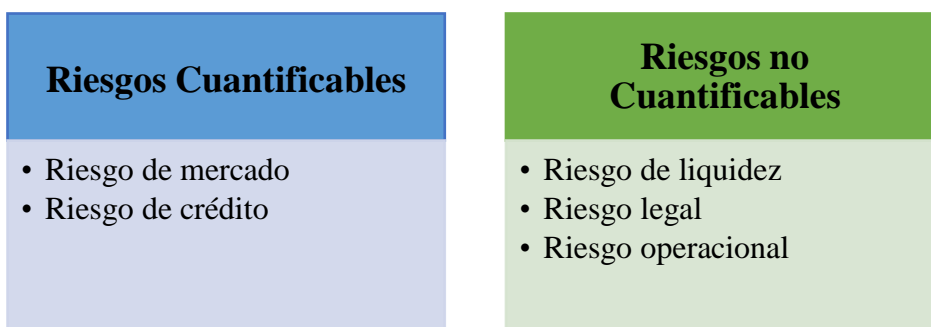 Riesgos Cuantificables
• Riesgo de mercado
• Riesgo de crédito
Riesgos no
Cuantificables
• Riesgo de liquidez
• Riesgo legal
• Riesgo operacional